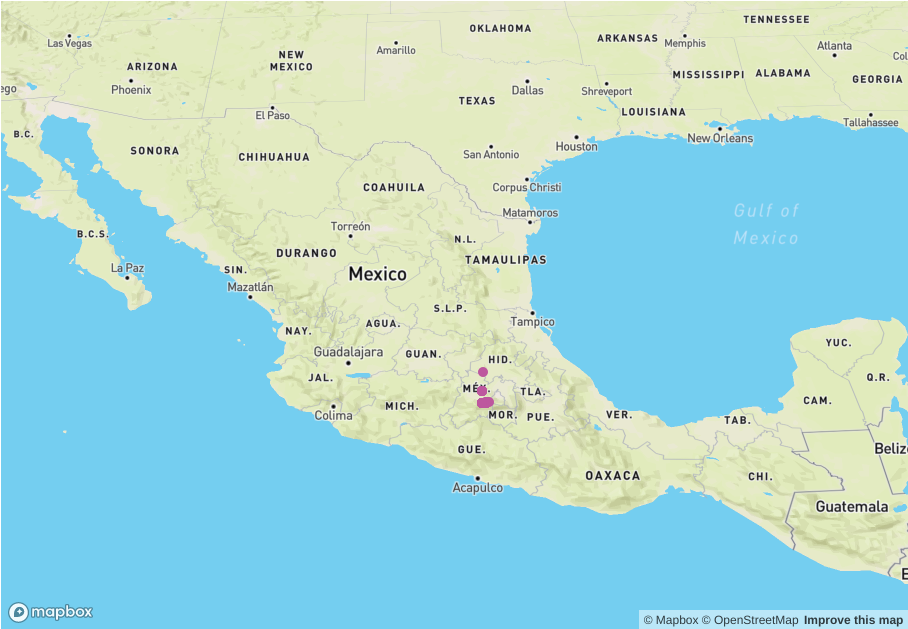 TENNESSEE
OKLAHOMA
Las Vegas
ARKANSAS
Memphis
Amarillo
Atlanta
NEW
MEXICO
ARIZONA
MISSISSIPPI
ALABAMA
GEORGIA
Phoenix
Dallas
Shreveport
TEXAS
LOUISIANA
El Paso
Tallahassee
B.C.
New Orleans
Houston
SONORA
CHIHUAHUA
San Antonio
COAHUILA
Corpus Christi
Matamoros
Gulf of
Mexico
Torreón
B.C.S.
N.L.
DURANGO
TAMAULIPAS
La Paz
SIN.
Mexico
Mazatlán
S.L.P.
Tampico
AGUA.
NAY.
YUC.
Guadalajara
GUAN.
HID.
JAL.
Q.R.
MÉX.
TLA.
CAM.
MICH.
Colima
MOR.
PUE.
VER.
TAB.
GUE.
Beliz
OAXACA
CHI.
Acapulco
Guatemala
mapbox
© Mapbox © OpenStreetMap Improve this map